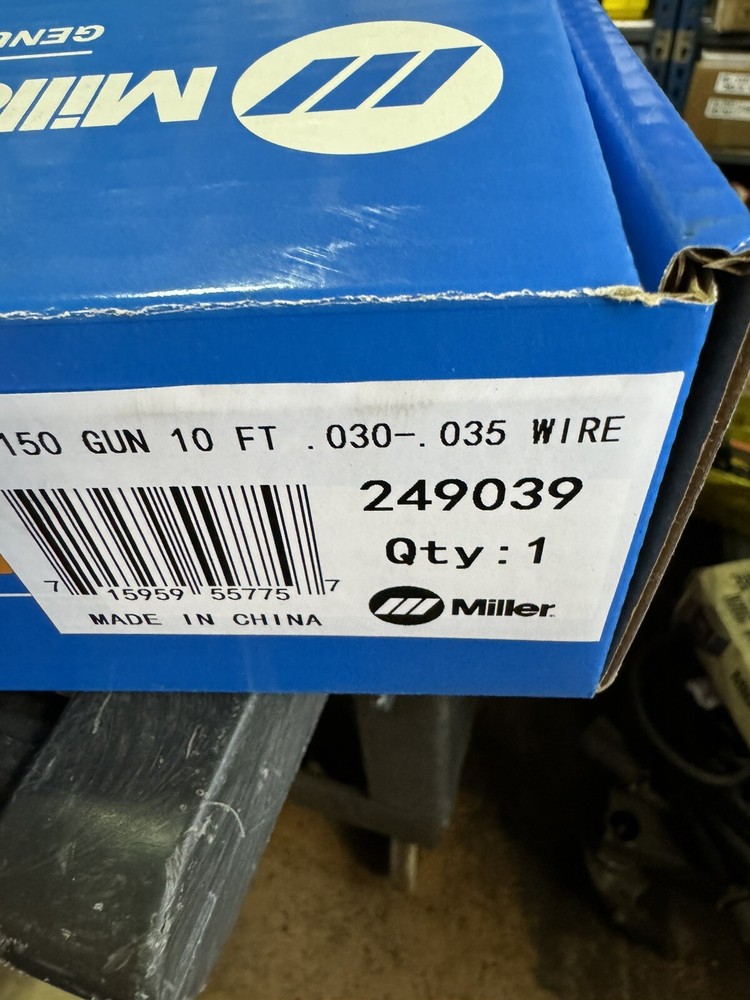 Miller
150 GUN 10 FT .030-.035 WIRE
249039
Qty:1
7 15959 55775 7
MADE IN CHINA
Miller